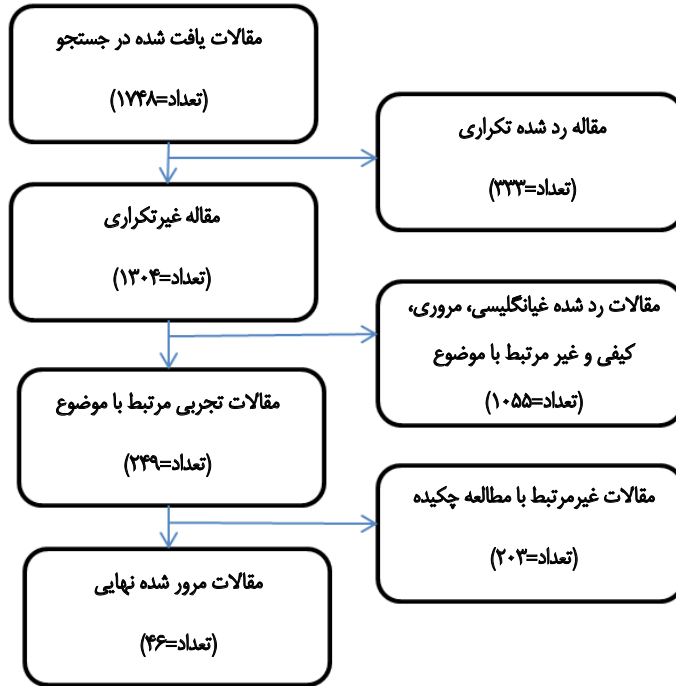 مقالات یافت شده در جستجو
(تعداد=۱۷۴۸)
مقاله رد شده تکراری
(تعداد=۳۳۳)
مقاله غیرتکراری
(تعداد=۱۳۰۴)
مقالات رد شده غیانگلیسی، مروری،
کیفی و غیر مرتبط با موضوع
(تعداد=۱۰۵۵)
مقالات تجربی مرتبط با موضوع
(تعداد=۲۴۹)
مقالات غیرمرتبط با مطالعه چکیده
(تعداد=۲۰۳)
مقالات مرور شده نهایی
(تعداد=۴۶)